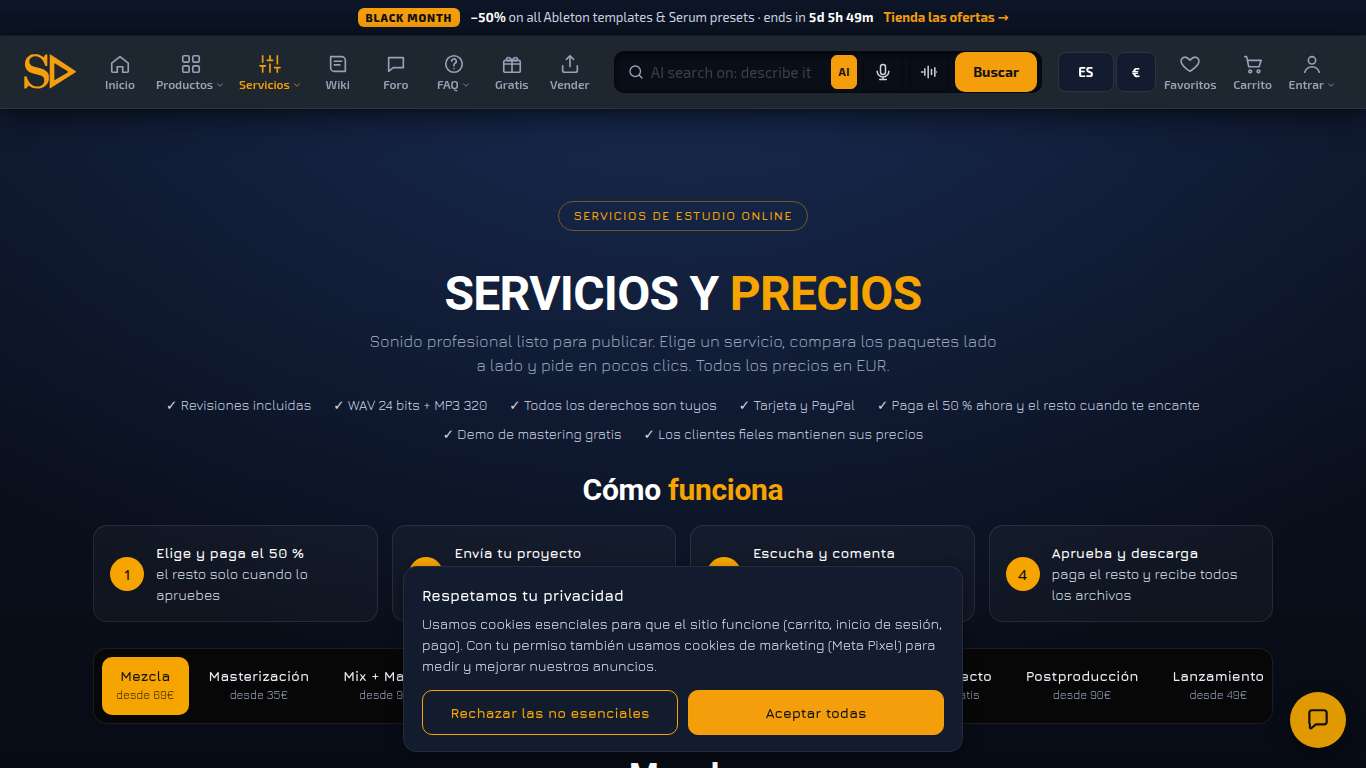 BLACK MONTH −50% on all Ableton templates & Serum presets · ends in 5d 5h 49m Tienda las ofertas →
SD
Inicio
Productos
Servicios
Wiki
Foro
FAQ
Gratis
Vender
AI search on: describe it
AI
Buscar
ES
€
Favoritos
Carrito
Entrar
SERVICIOS DE ESTUDIO ONLINE
SERVICIOS Y PRECIOS
Sonido profesional listo para publicar. Elige un servicio, compara los paquetes lado
a lado y pide en pocos clics. Todos los precios en EUR.
✓ Revisiones incluidas ✓ WAV 24 bits + MP3 320 ✓ Todos los derechos son tuyos ✓ Tarjeta y PayPal ✓ Paga el 50 % ahora y el resto cuando te encante
✓ Demo de mastering gratis ✓ Los clientes fieles mantienen sus precios
Cómo funciona
1
Elige y paga el 50 %
el resto solo cuando lo
apruebes
Envía tu proyecto
Escucha y comenta
4
Aprueba y descarga
paga el resto y recibe todos
los archivos
Respetamos tu privacidad
Usamos cookies esenciales para que el sitio funcione (carrito, inicio de sesión,
pago). Con tu permiso también usamos cookies de marketing (Meta Pixel) para
medir y mejorar nuestros anuncios.
Rechazar las no esenciales
Aceptar todas
Mezcla
desde 69€
Masterización
desde 35€
Mix + Ma
desde 9
ecto
atis
Postproducción
desde 90€
Lanzamiento
desde 49€